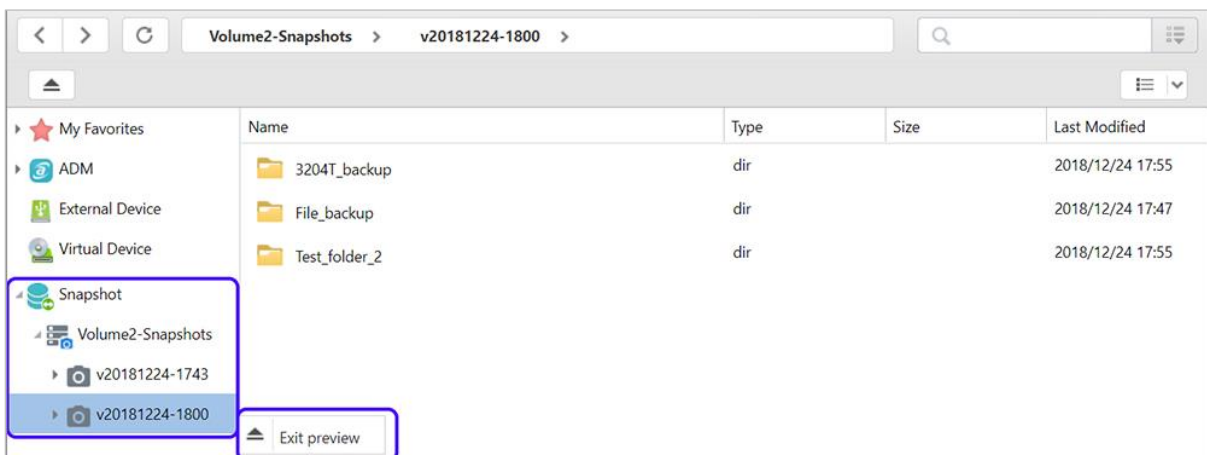 Volume2-Snapshots > v20181224-1800 >
My Favorites
ADM
External Device
Virtual Device
Snapshot
Volume2-Snapshots
v20181224-1743
v20181224-1800
Name Type Size Last Modified
3204T_backup dir 2018/12/24 17:55
File_backup dir 2018/12/24 17:47
Test_folder_2 dir 2018/12/24 17:55
Exit preview